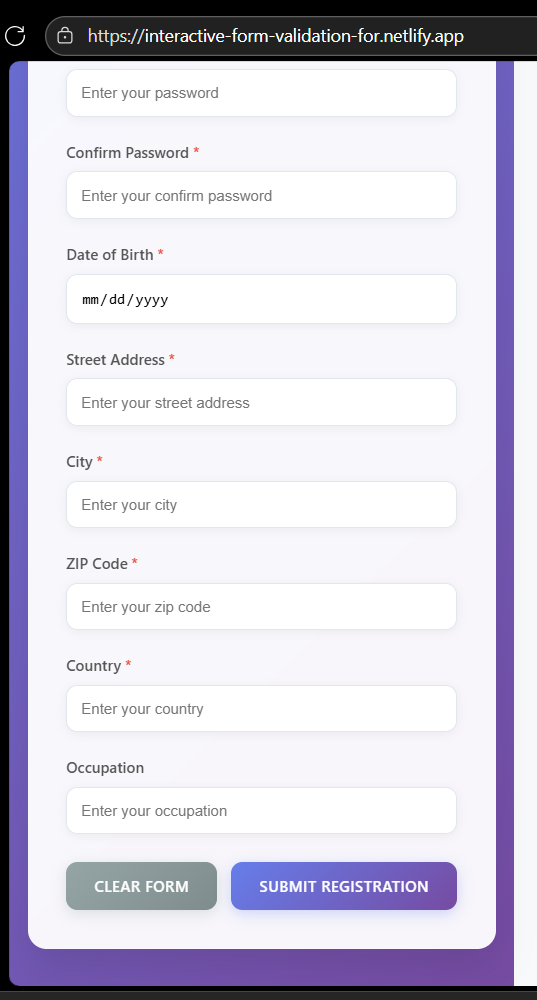 https://interactive-form-validation-for.netlify.app
Enter your password
Confirm Password *
Enter your confirm password
Date of Birth *
mm/dd/yyyy
Street Address *
Enter your street address
City *
Enter your city
ZIP Code *
Enter your zip code
Country *
Enter your country
Occupation
Enter your occupation
CLEAR FORM SUBMIT REGISTRATION